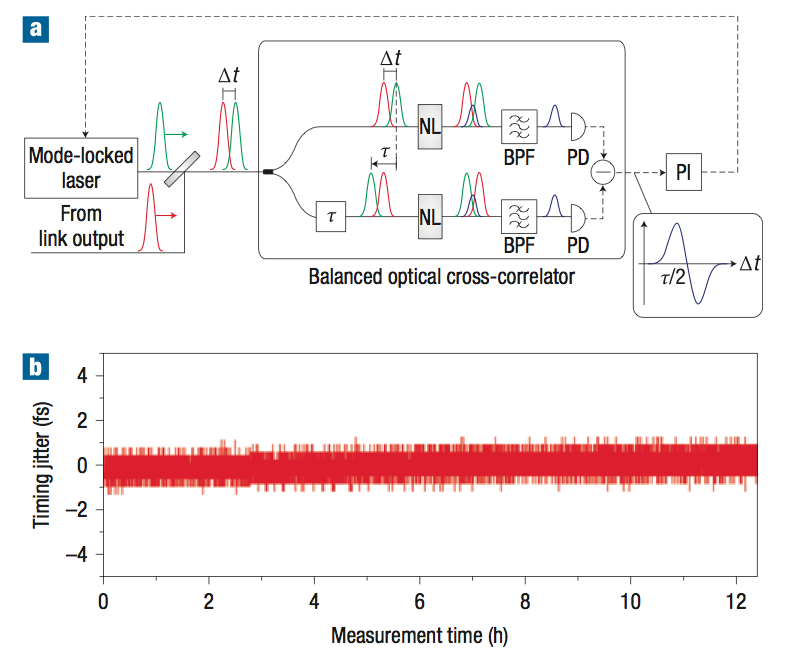 a
Δt
Δt
Mode-locked
laser
From
link output
NL
BPF
PD
τ
τ
NL
BPF
PD
−
PI
τ/2
Δt
Balanced optical cross-correlator
b
Timing jitter (fs)
4
2
0
−2
−4
0 2 4 6 8 10 12
Measurement time (h)